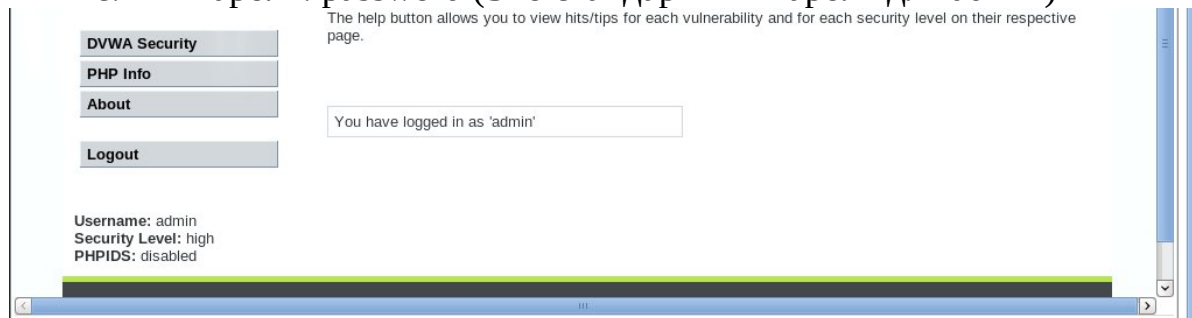 password
The help button allows you to view hits/tips for each vulnerability and for each security level on their respective
page.
DVWA Security
PHP Info
About
You have logged in as 'admin'
Logout
Username: admin
Security Level: high
PHPIDS: disabled